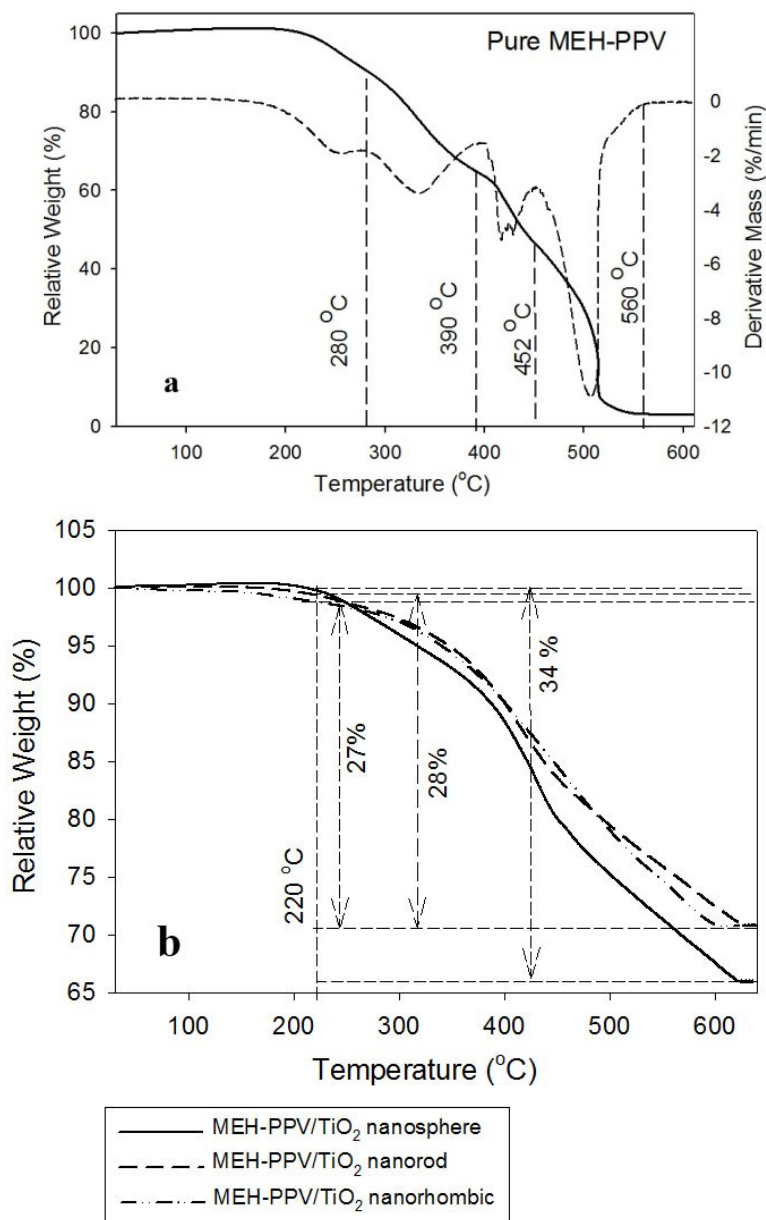 Pure MEH-PPV
Relative Weight (%)
100
80
60
40
20
0
280 °C
390 °C
452 °C
560 °C
a
0
-2
-4
-6
-8
-10
-12
Derivative Mass (%/min)
100
200
300
400
500
600
Temperature (°C)
Relative Weight (%)
105
100
95
90
85
80
75
70
65
220 °C
27%
28%
34 %
b
100
200
300
400
500
600
Temperature (°C)
MEH-PPV/TiO₂ nanosphere
MEH-PPV/TiO₂ nanorod
MEH-PPV/TiO₂ nanorhombic